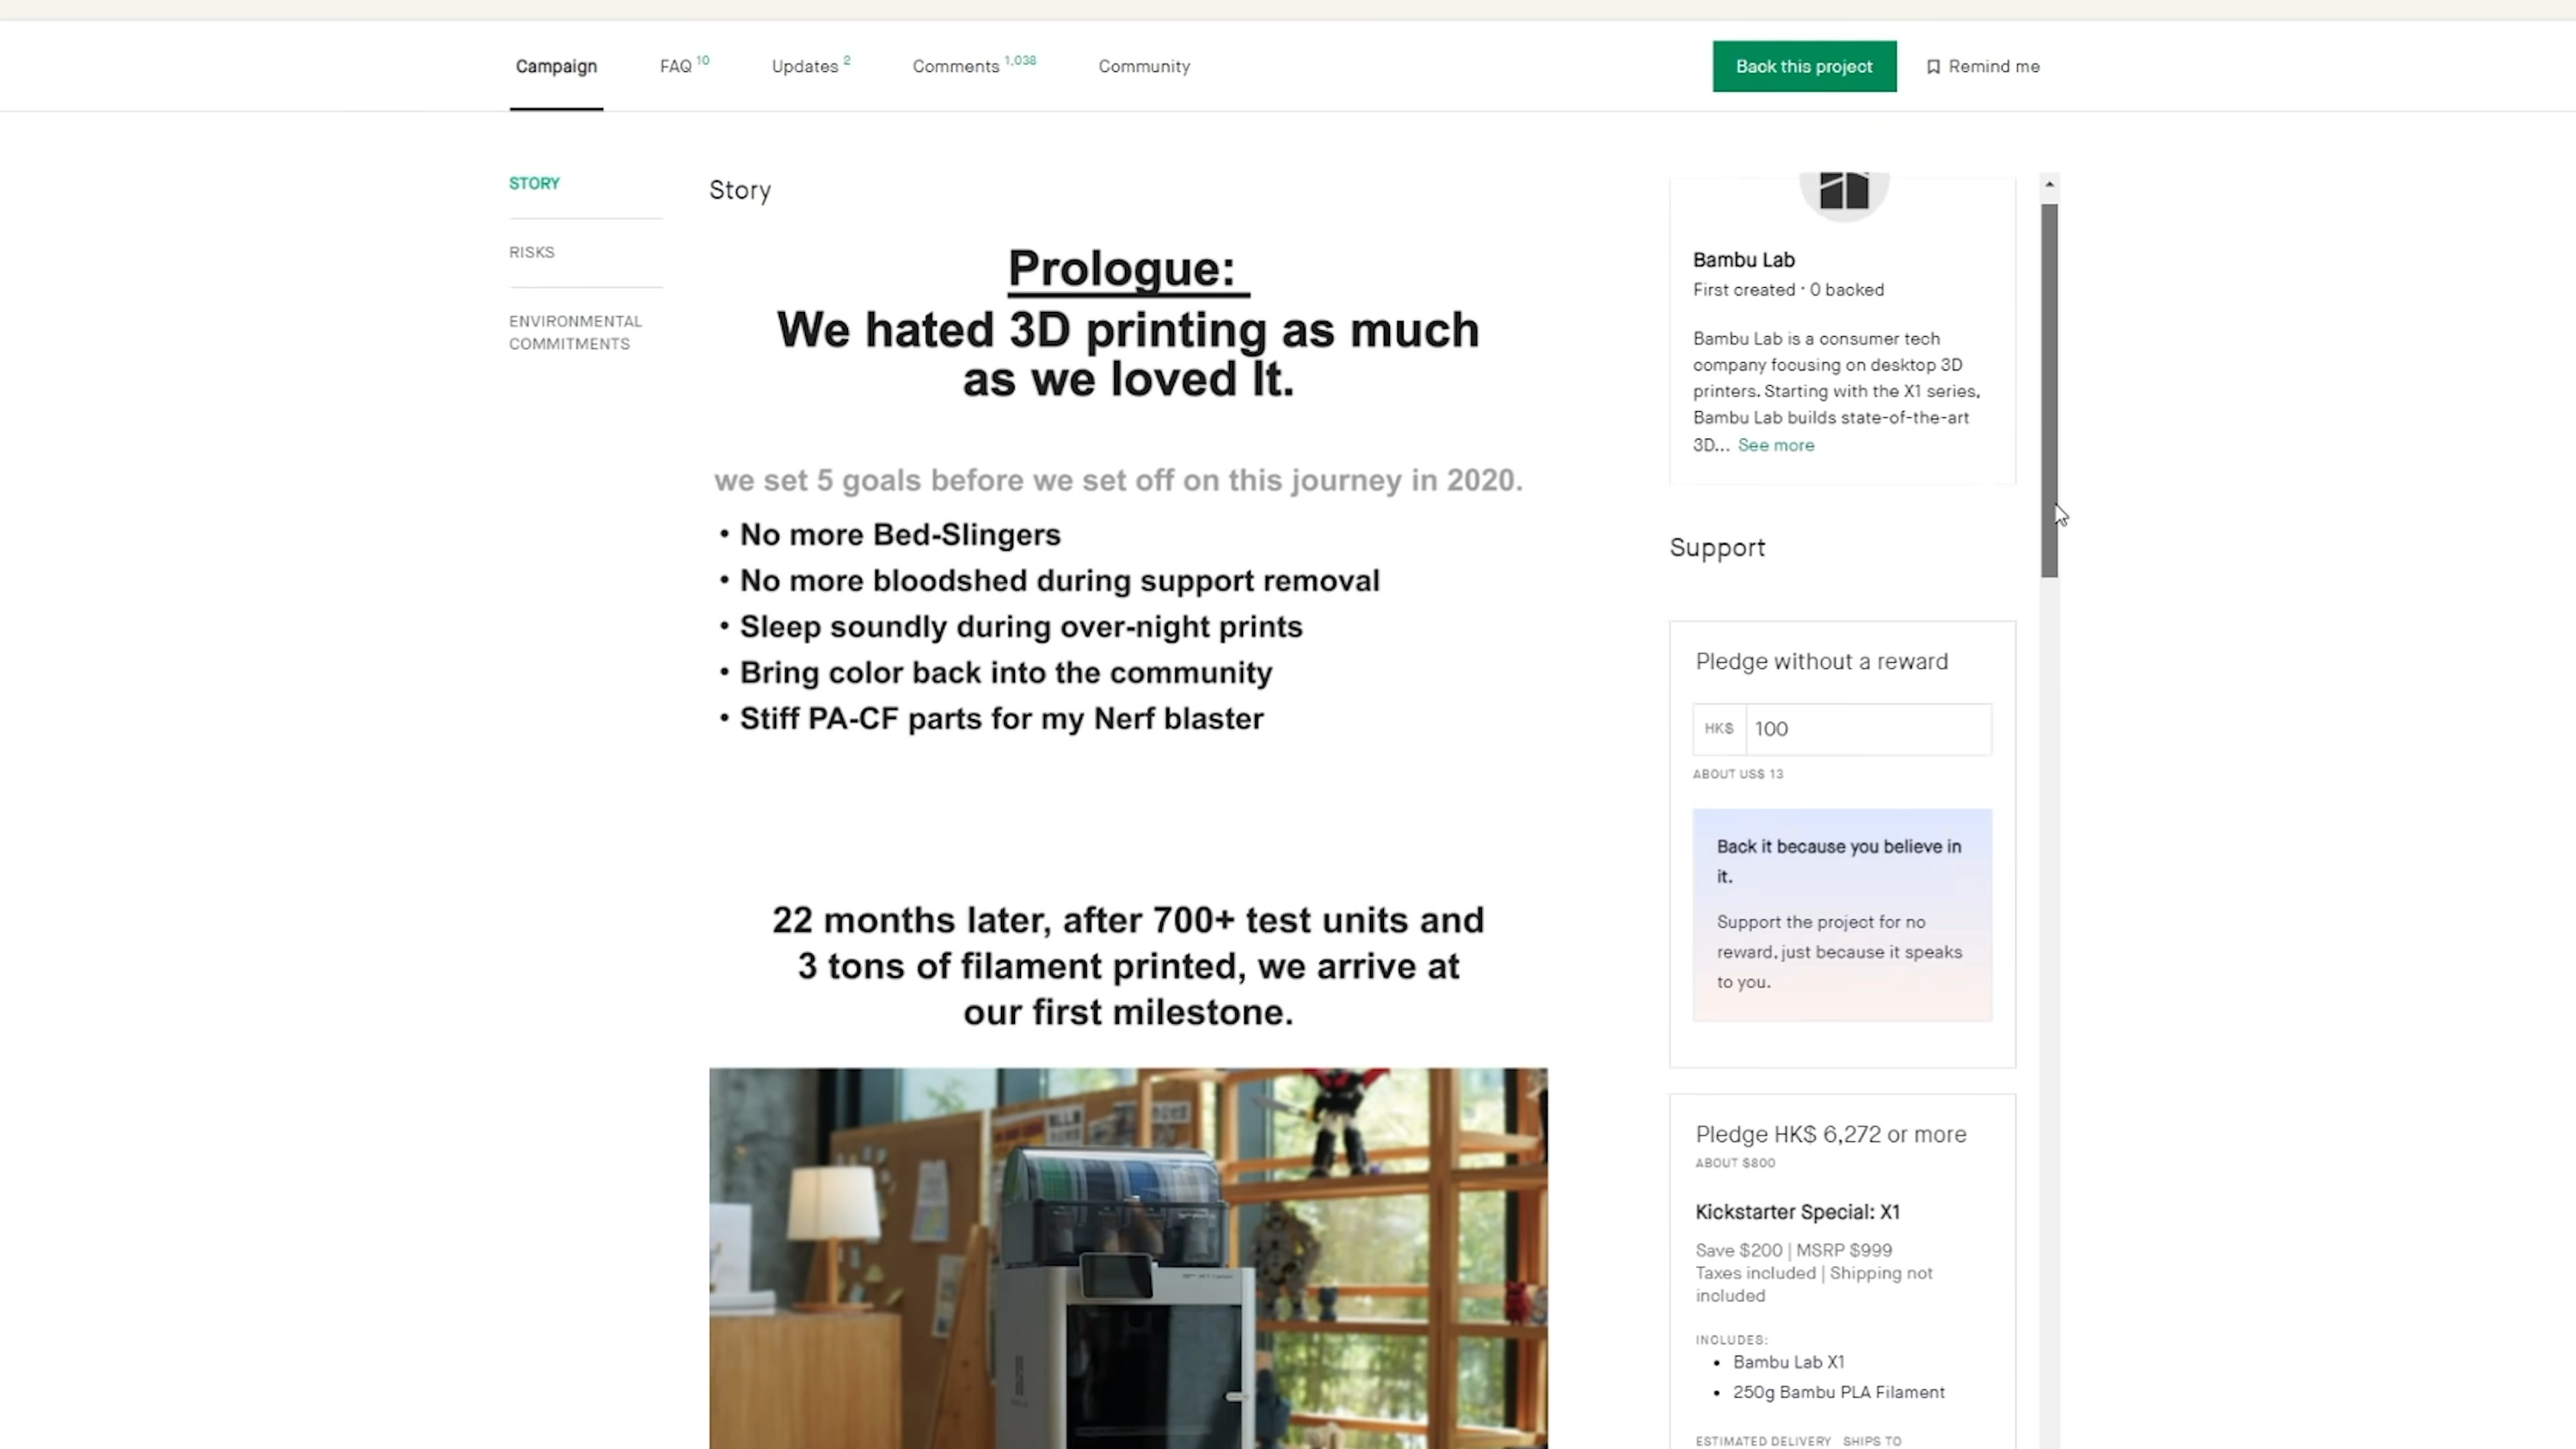 Campaign
FAQ 10
Updates 2
Comments 1,038
Community
Back this project
Remind me
STORY
RISKS
ENVIRONMENTAL
COMMITMENTS
Story
Prologue:
We hated 3D printing as much
as we loved It.
we set 5 goals before we set off on this journey in 2020.
• No more Bed-Slingers
• No more bloodshed during support removal
• Sleep soundly during over-night prints
• Bring color back into the community
• Stiff PA-CF parts for my Nerf blaster
22 months later, after 700+ test units and
3 tons of filament printed, we arrive at
our first milestone.
Bambu Lab
First created · 0 backed
Bambu Lab is a consumer tech
company focusing on desktop 3D
printers. Starting with the X1 series,
Bambu Lab builds state-of-the-art
3D... See more
Support
Pledge without a reward
HK$ 100
ABOUT US$ 13
Back it because you believe in
it.
Support the project for no
reward, just because it speaks
to you.
Pledge HK$ 6,272 or more
ABOUT $800
Kickstarter Special: X1
Save $200 | MSRP $999
Taxes included | Shipping not
included
INCLUDES:
• Bambu Lab X1
• 250g Bambu PLA Filament
ESTIMATED DELIVERY SHIPS TO